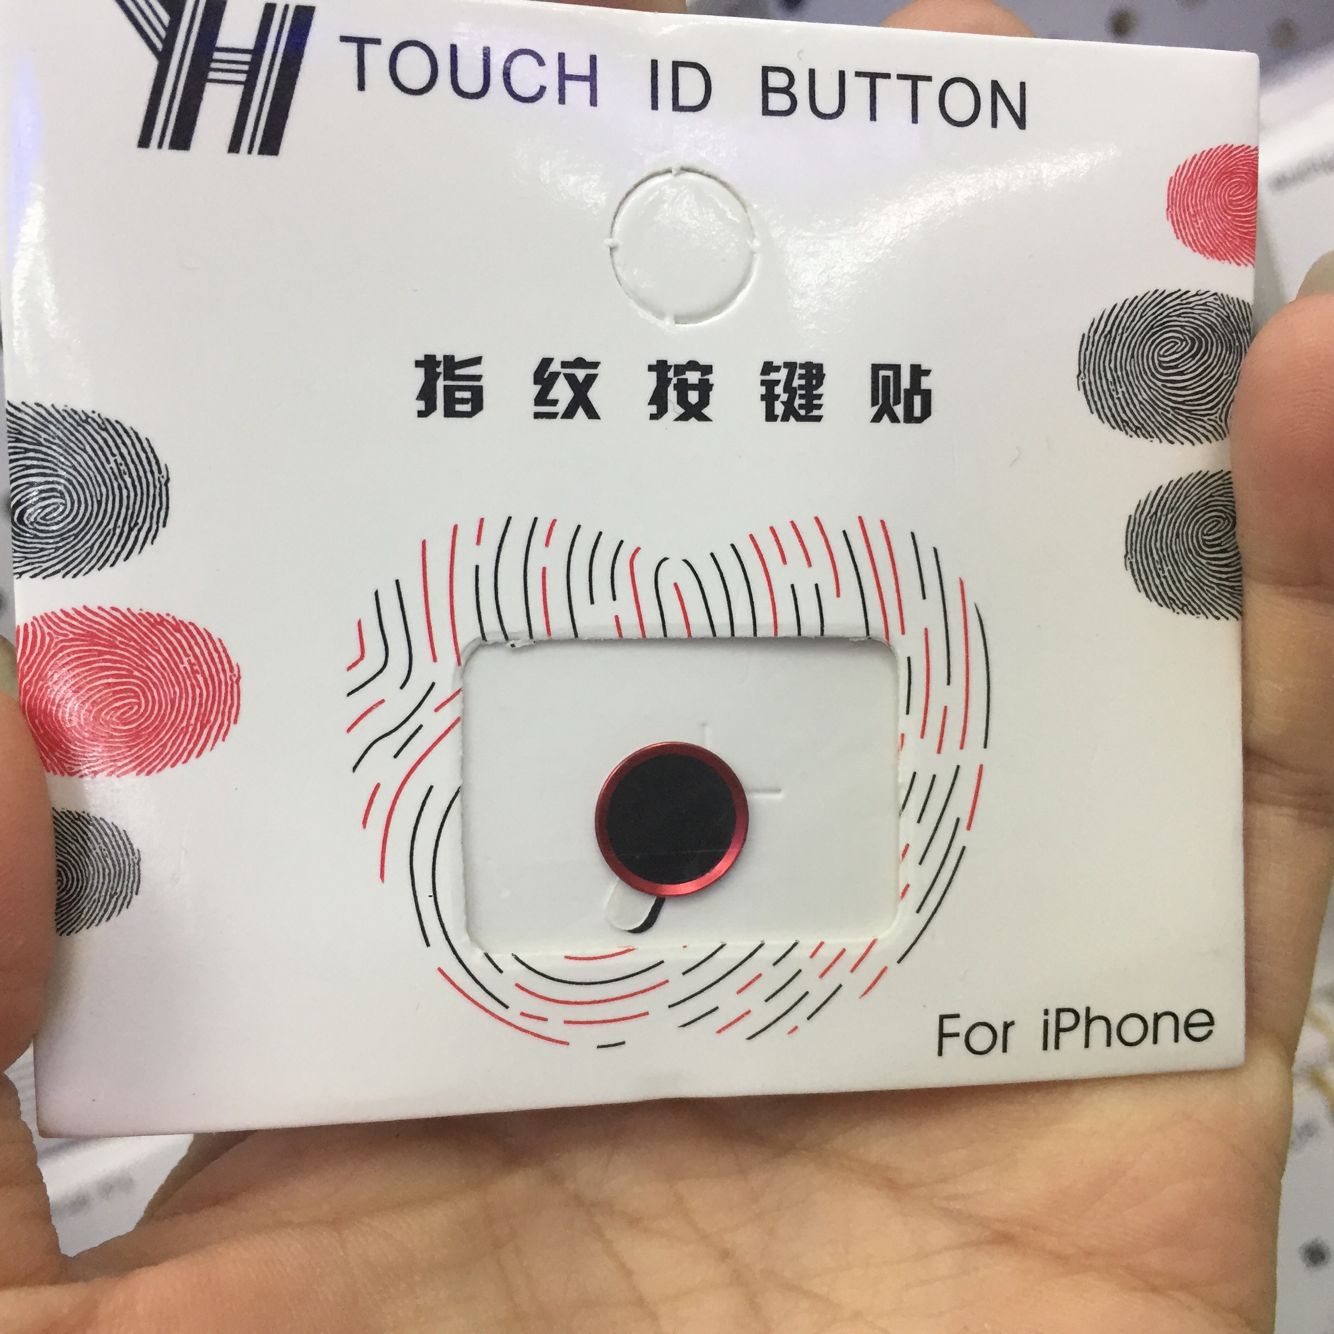 YH TOUCH ID BUTTON
指纹按键贴
For iPhone